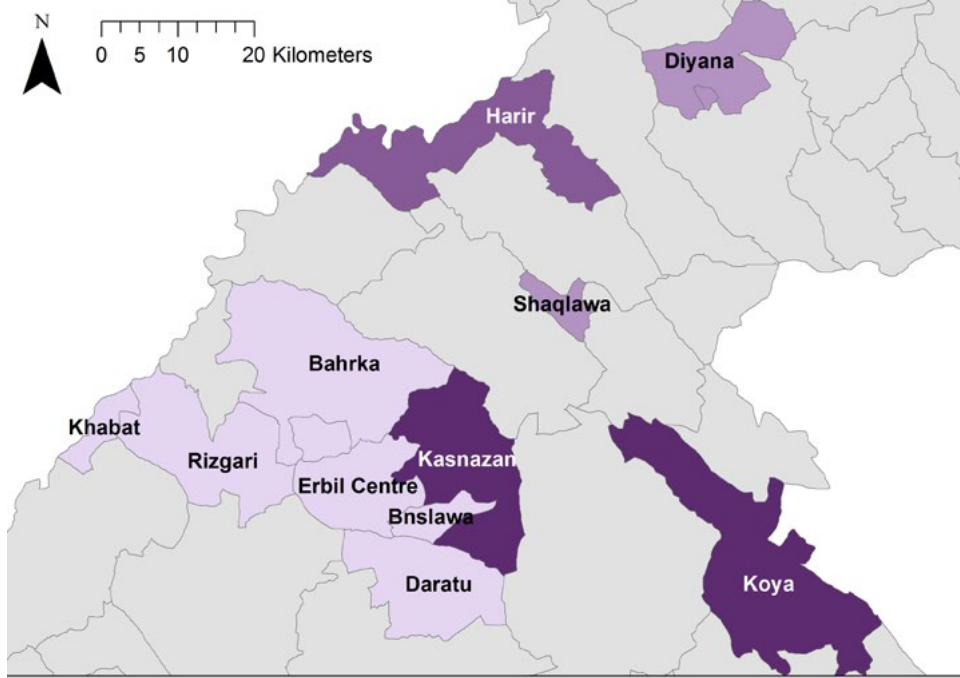 N
0 5 10 20 Kilometers
Diyana
Harir
Shaqlawa
Bahrka
Khabat
Rizgari
Kasnazan
Erbil Centre
Bnslawa
Daratu
Koya